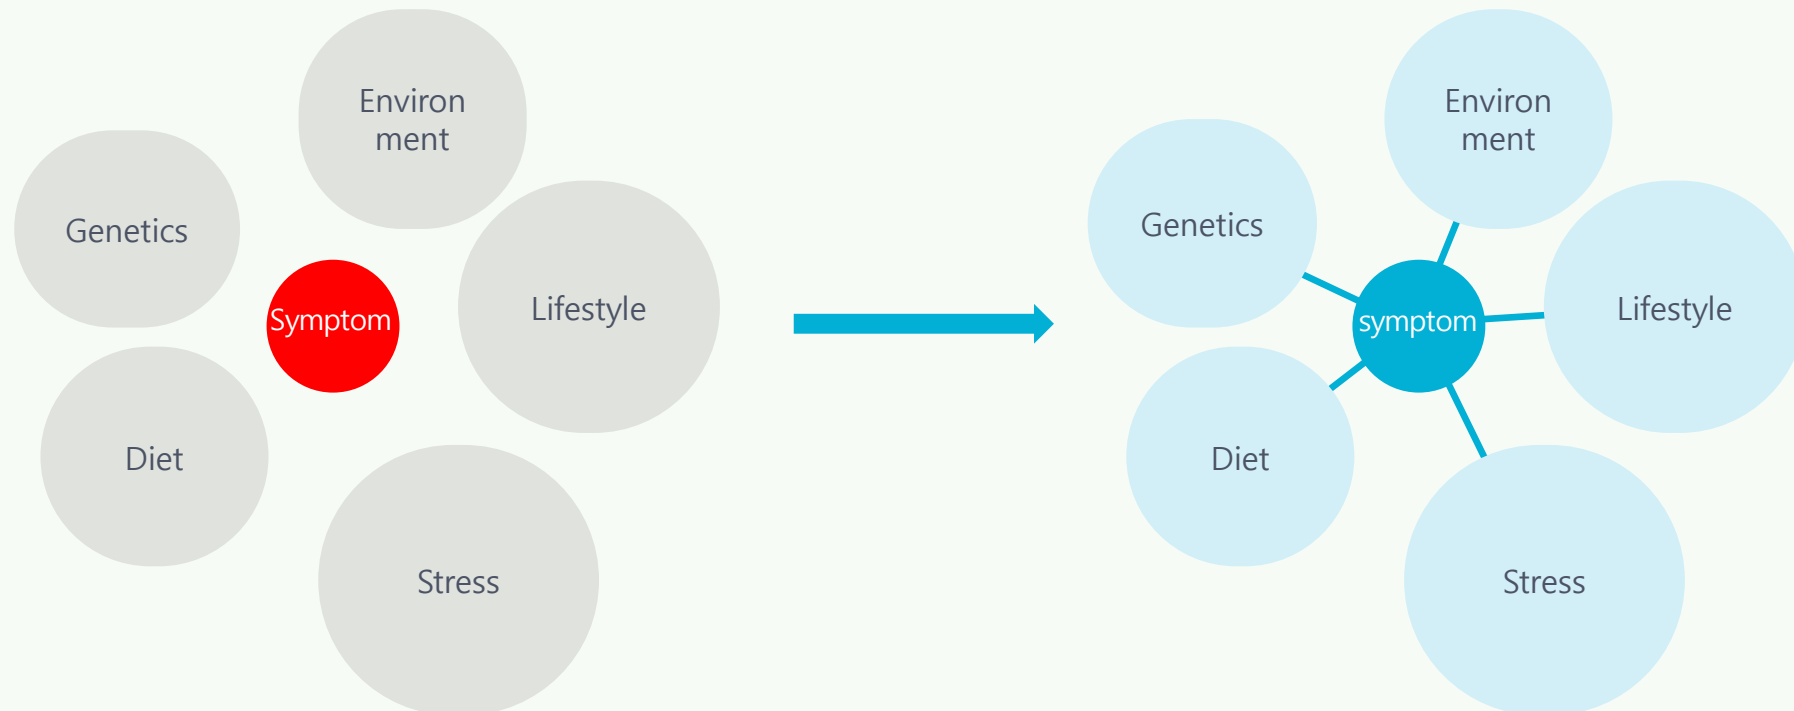 Environ
ment
Genetics
Symptom
Lifestyle
Diet
Stress
Environ
ment
Genetics
symptom
Lifestyle
Diet
Stress